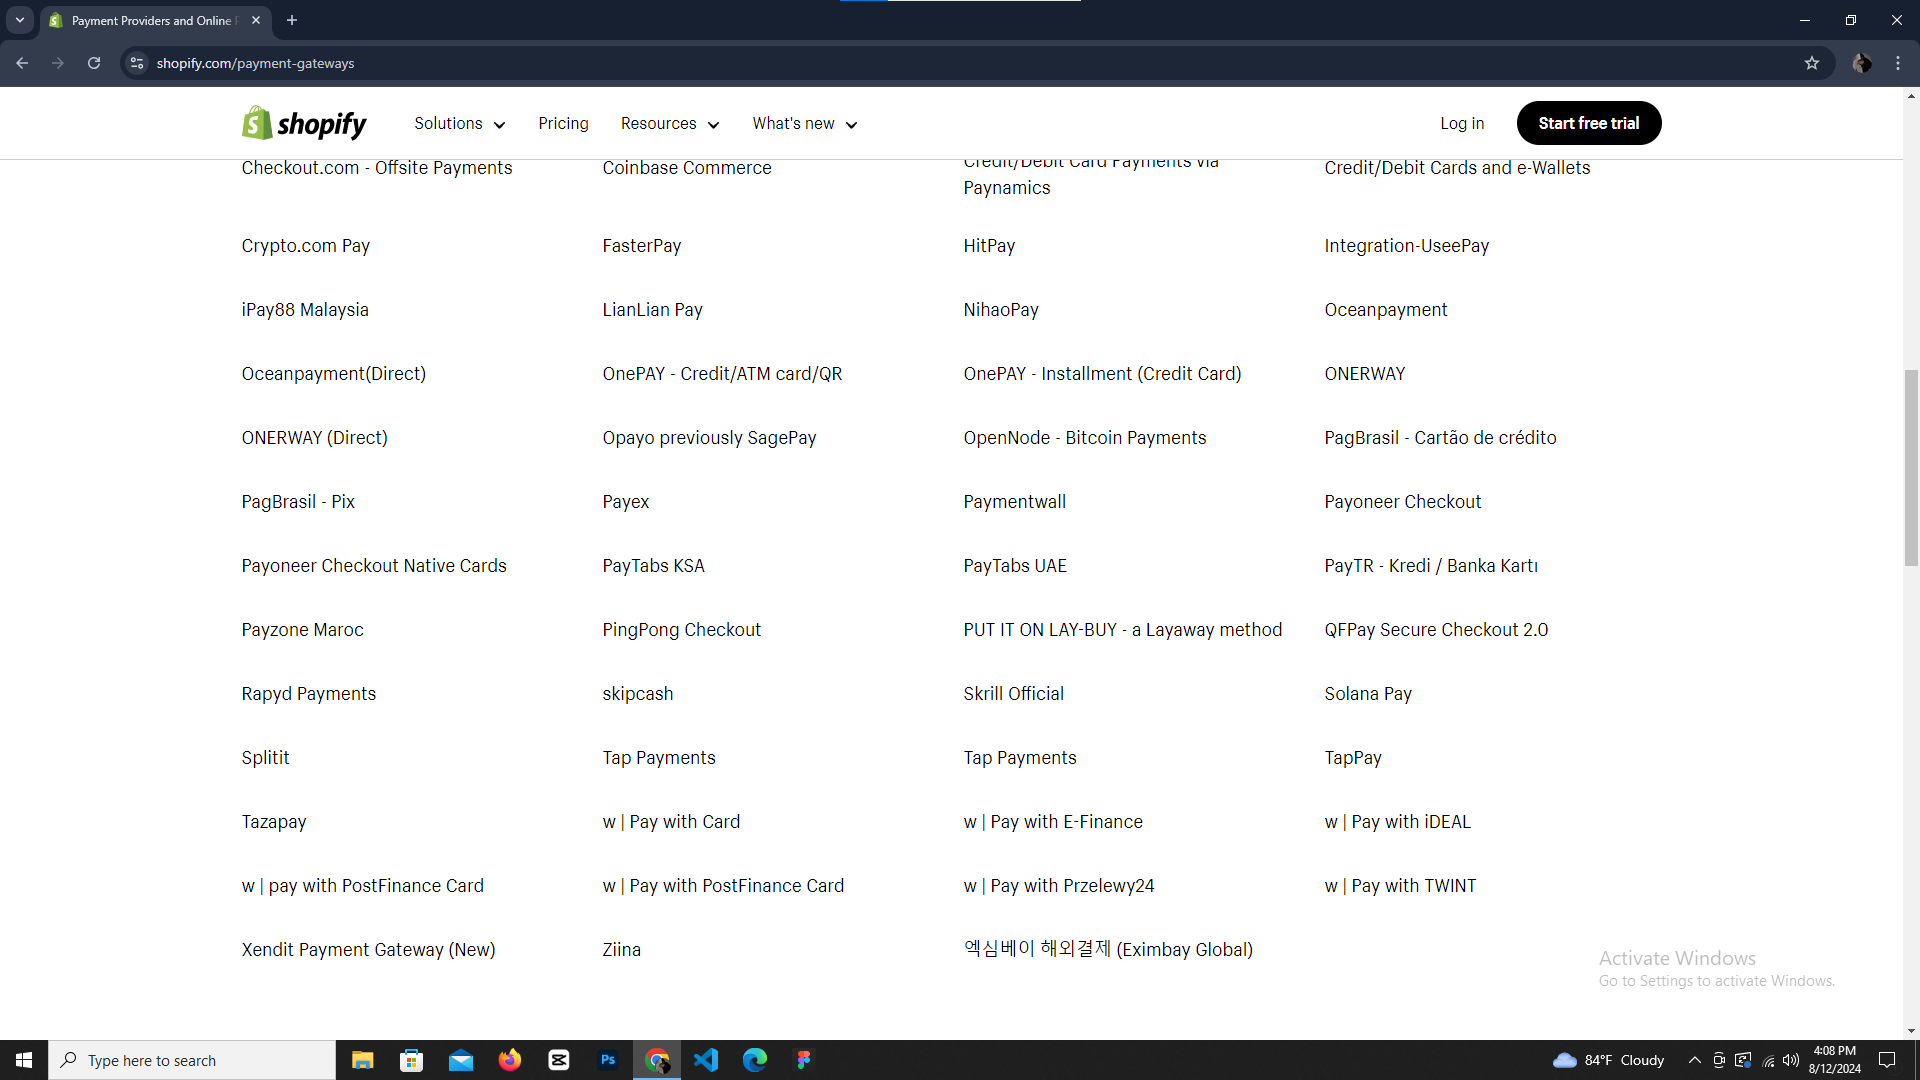 Payment Providers and Online P
shopify.com/payment-gateways
shopify
Solutions
Pricing
Resources
What's new
Log in
Start free trial
Checkout.com - Offsite Payments
Coinbase Commerce
Credit/Debit Card Payments via
Paynamics
Credit/Debit Cards and e-Wallets
Crypto.com Pay
FasterPay
HitPay
Integration-UseePay
iPay88 Malaysia
LianLian Pay
NihaoPay
Oceanpayment
Oceanpayment(Direct)
OnePAY - Credit/ATM card/QR
OnePAY - Installment (Credit Card)
ONERWAY
ONERWAY (Direct)
Opayo previously SagePay
OpenNode - Bitcoin Payments
PagBrasil - Cartão de crédito
PagBrasil - Pix
Payex
Paymentwall
Payoneer Checkout
Payoneer Checkout Native Cards
PayTabs KSA
PayTabs UAE
PayTR - Kredi / Banka Kartı
Payzone Maroc
PingPong Checkout
PUT IT ON LAY-BUY - a Layaway method
QFPay Secure Checkout 2.0
Rapyd Payments
skipcash
Skrill Official
Solana Pay
Splitit
Tap Payments
Tap Payments
TapPay
Tazapay
w | Pay with Card
w | Pay with E-Finance
w | Pay with iDEAL
w | pay with PostFinance Card
w | Pay with PostFinance Card
w | Pay with Przelewy24
w | Pay with TWINT
Xendit Payment Gateway (New)
Ziina
엑심베이 해외결제 (Eximbay Global)
Activate Windows
Go to Settings to activate Windows.
Type here to search
Ps
84°F Cloudy
4:08 PM
8/12/2024